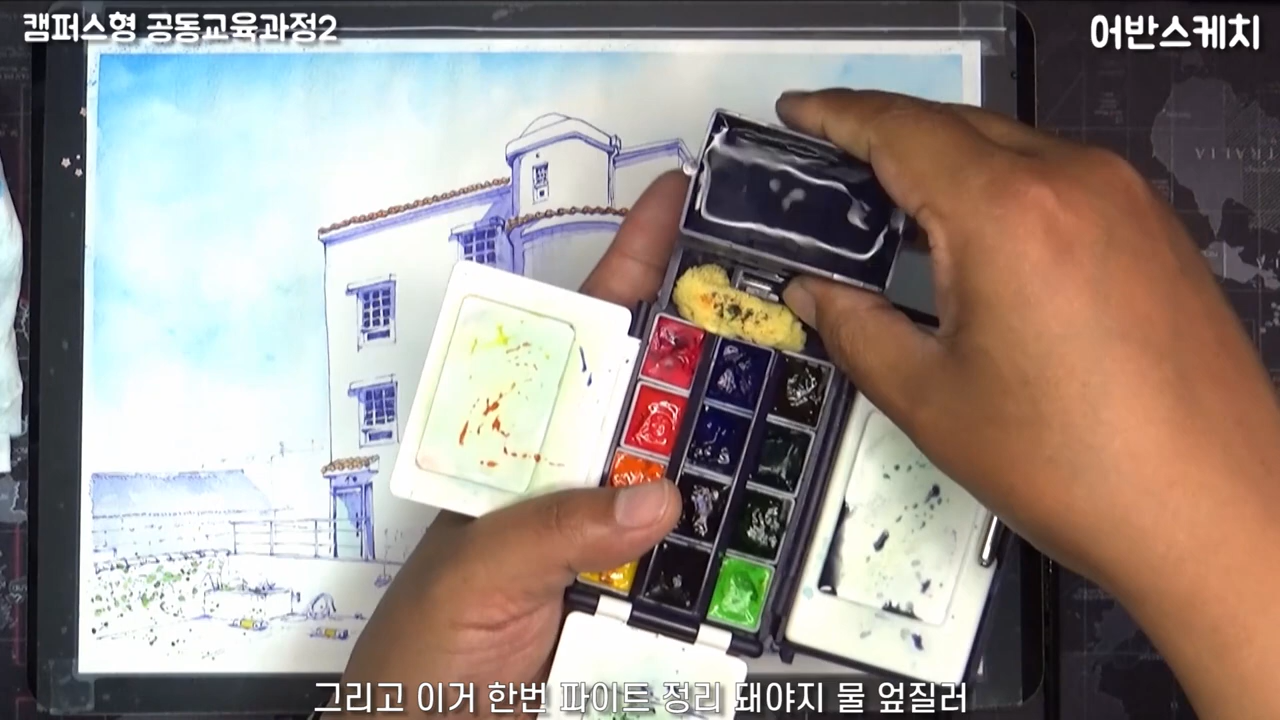 캠퍼스형 공동교육과정2
어반스케치
그리고 이거 한번 파이트 정리 돼야지 물 엎질러